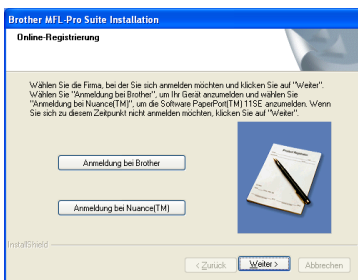 Brother MFL-Pro Suite Installation
Online-Registrierung
Wählen Sie die Firma, bei der Sie sich anmelden möchten und klicken Sie auf "Weiter".
Wählen Sie "Anmeldung bei Brother", um Ihr Gerät anzumelden und wählen Sie
"Anmeldung bei Nuance(TM)", um die Software PaperPort(TM) 11SE anzumelden. Wenn
Sie sich zu diesem Zeitpunkt nicht anmelden möchten, klicken Sie auf "Weiter".
Anmeldung bei Brother
Anmeldung bei Nuance(TM)
InstallShield
< Zurück
Weiter >
Abbrechen